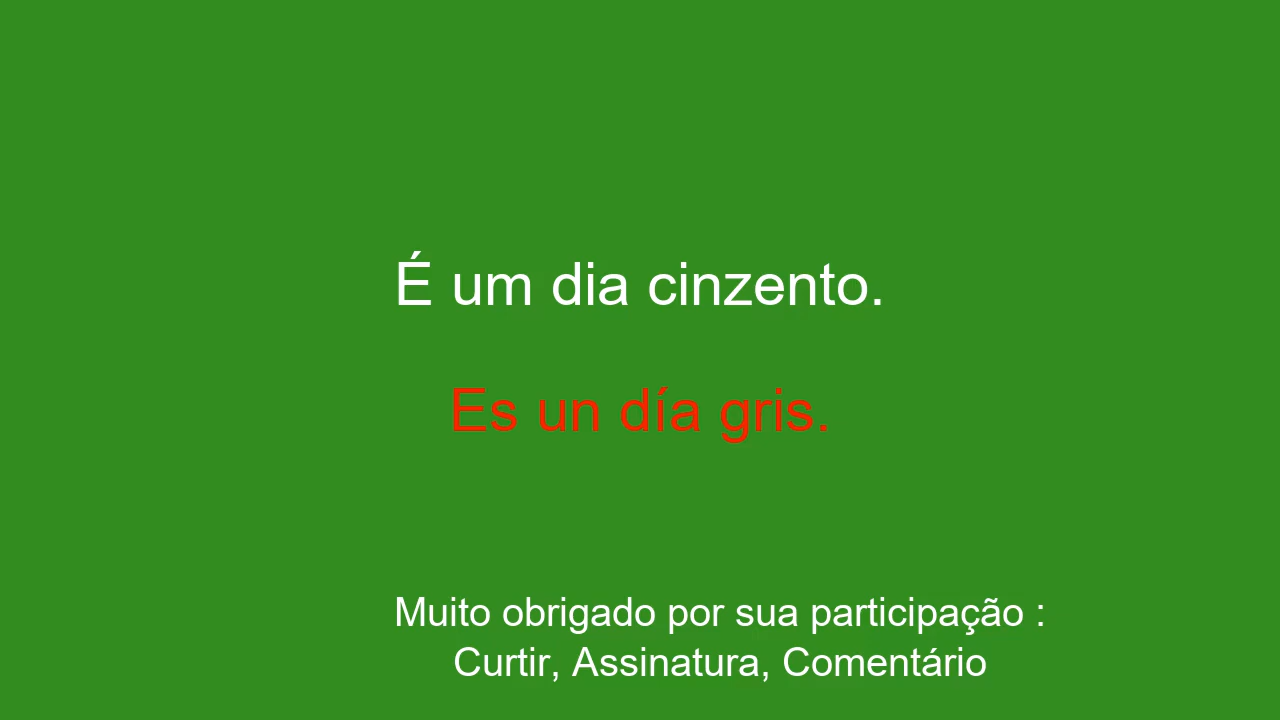 É um dia cinzento.
Es un día gris.
Muito obrigado por sua participação :
Curtir, Assinatura, Comentário